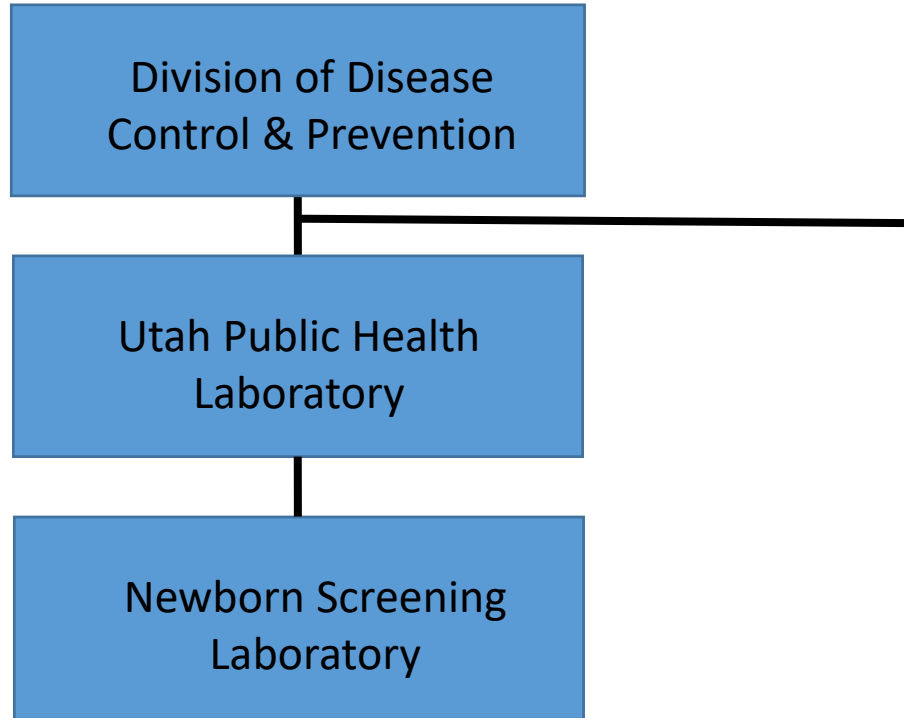 Division of Disease
Control & Prevention
Utah Public Health
Laboratory
Newborn Screening
Laboratory